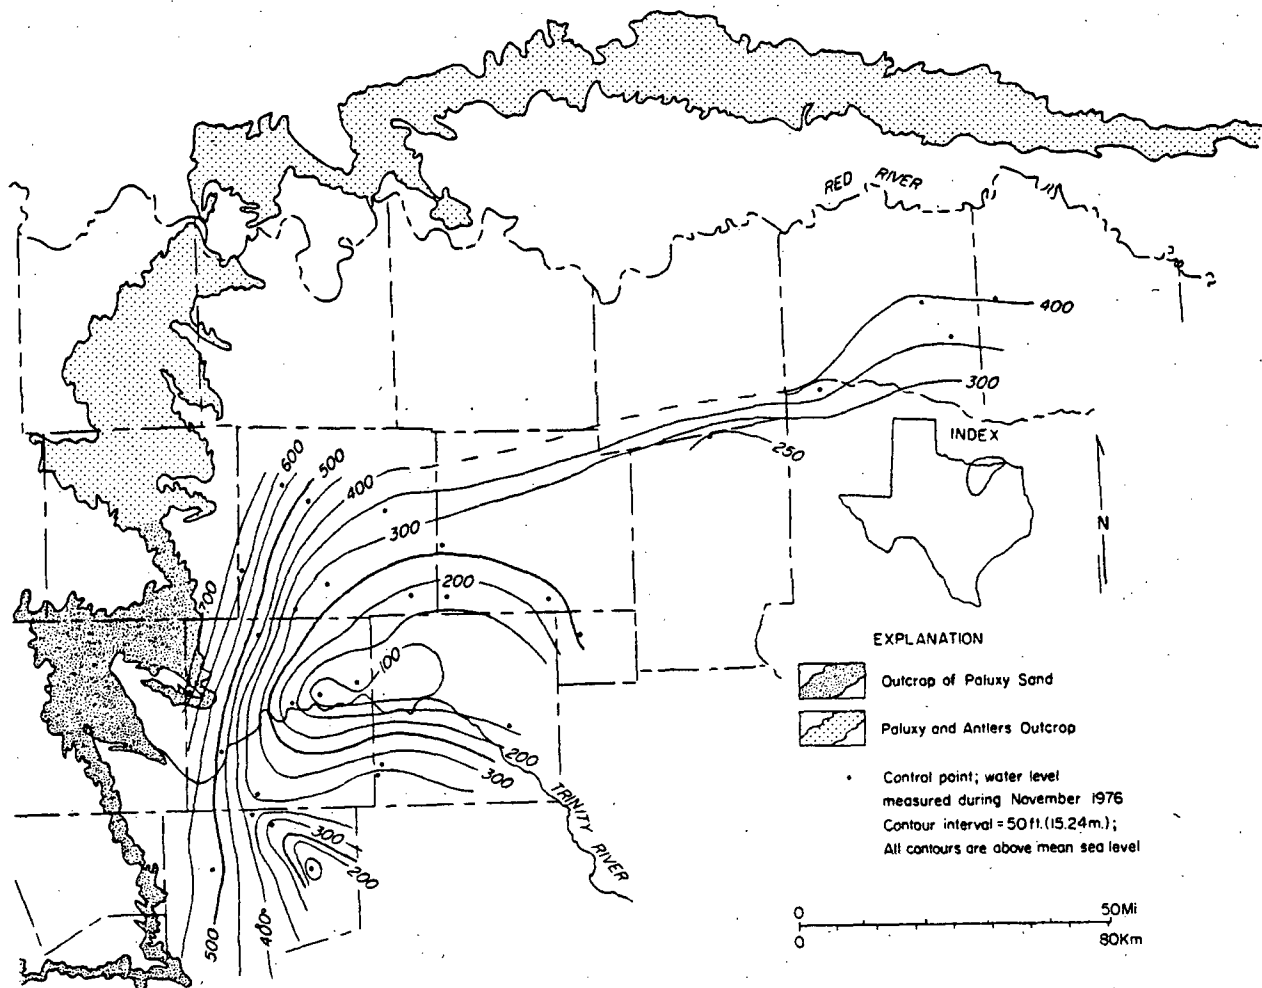 RED RIVER
400
300
INDEX
250
N
600
500
400
300
200
700
100
200
300
TRINITY RIVER
300
200
500
400
EXPLANATION
Outcrop of Paluxy Sand
Paluxy and Antlers Outcrop
Control point; water level
measured during November 1976
Contour interval = 50 ft. (15.24 m.);
All contours are above mean sea level
0 50Mi
0 80Km